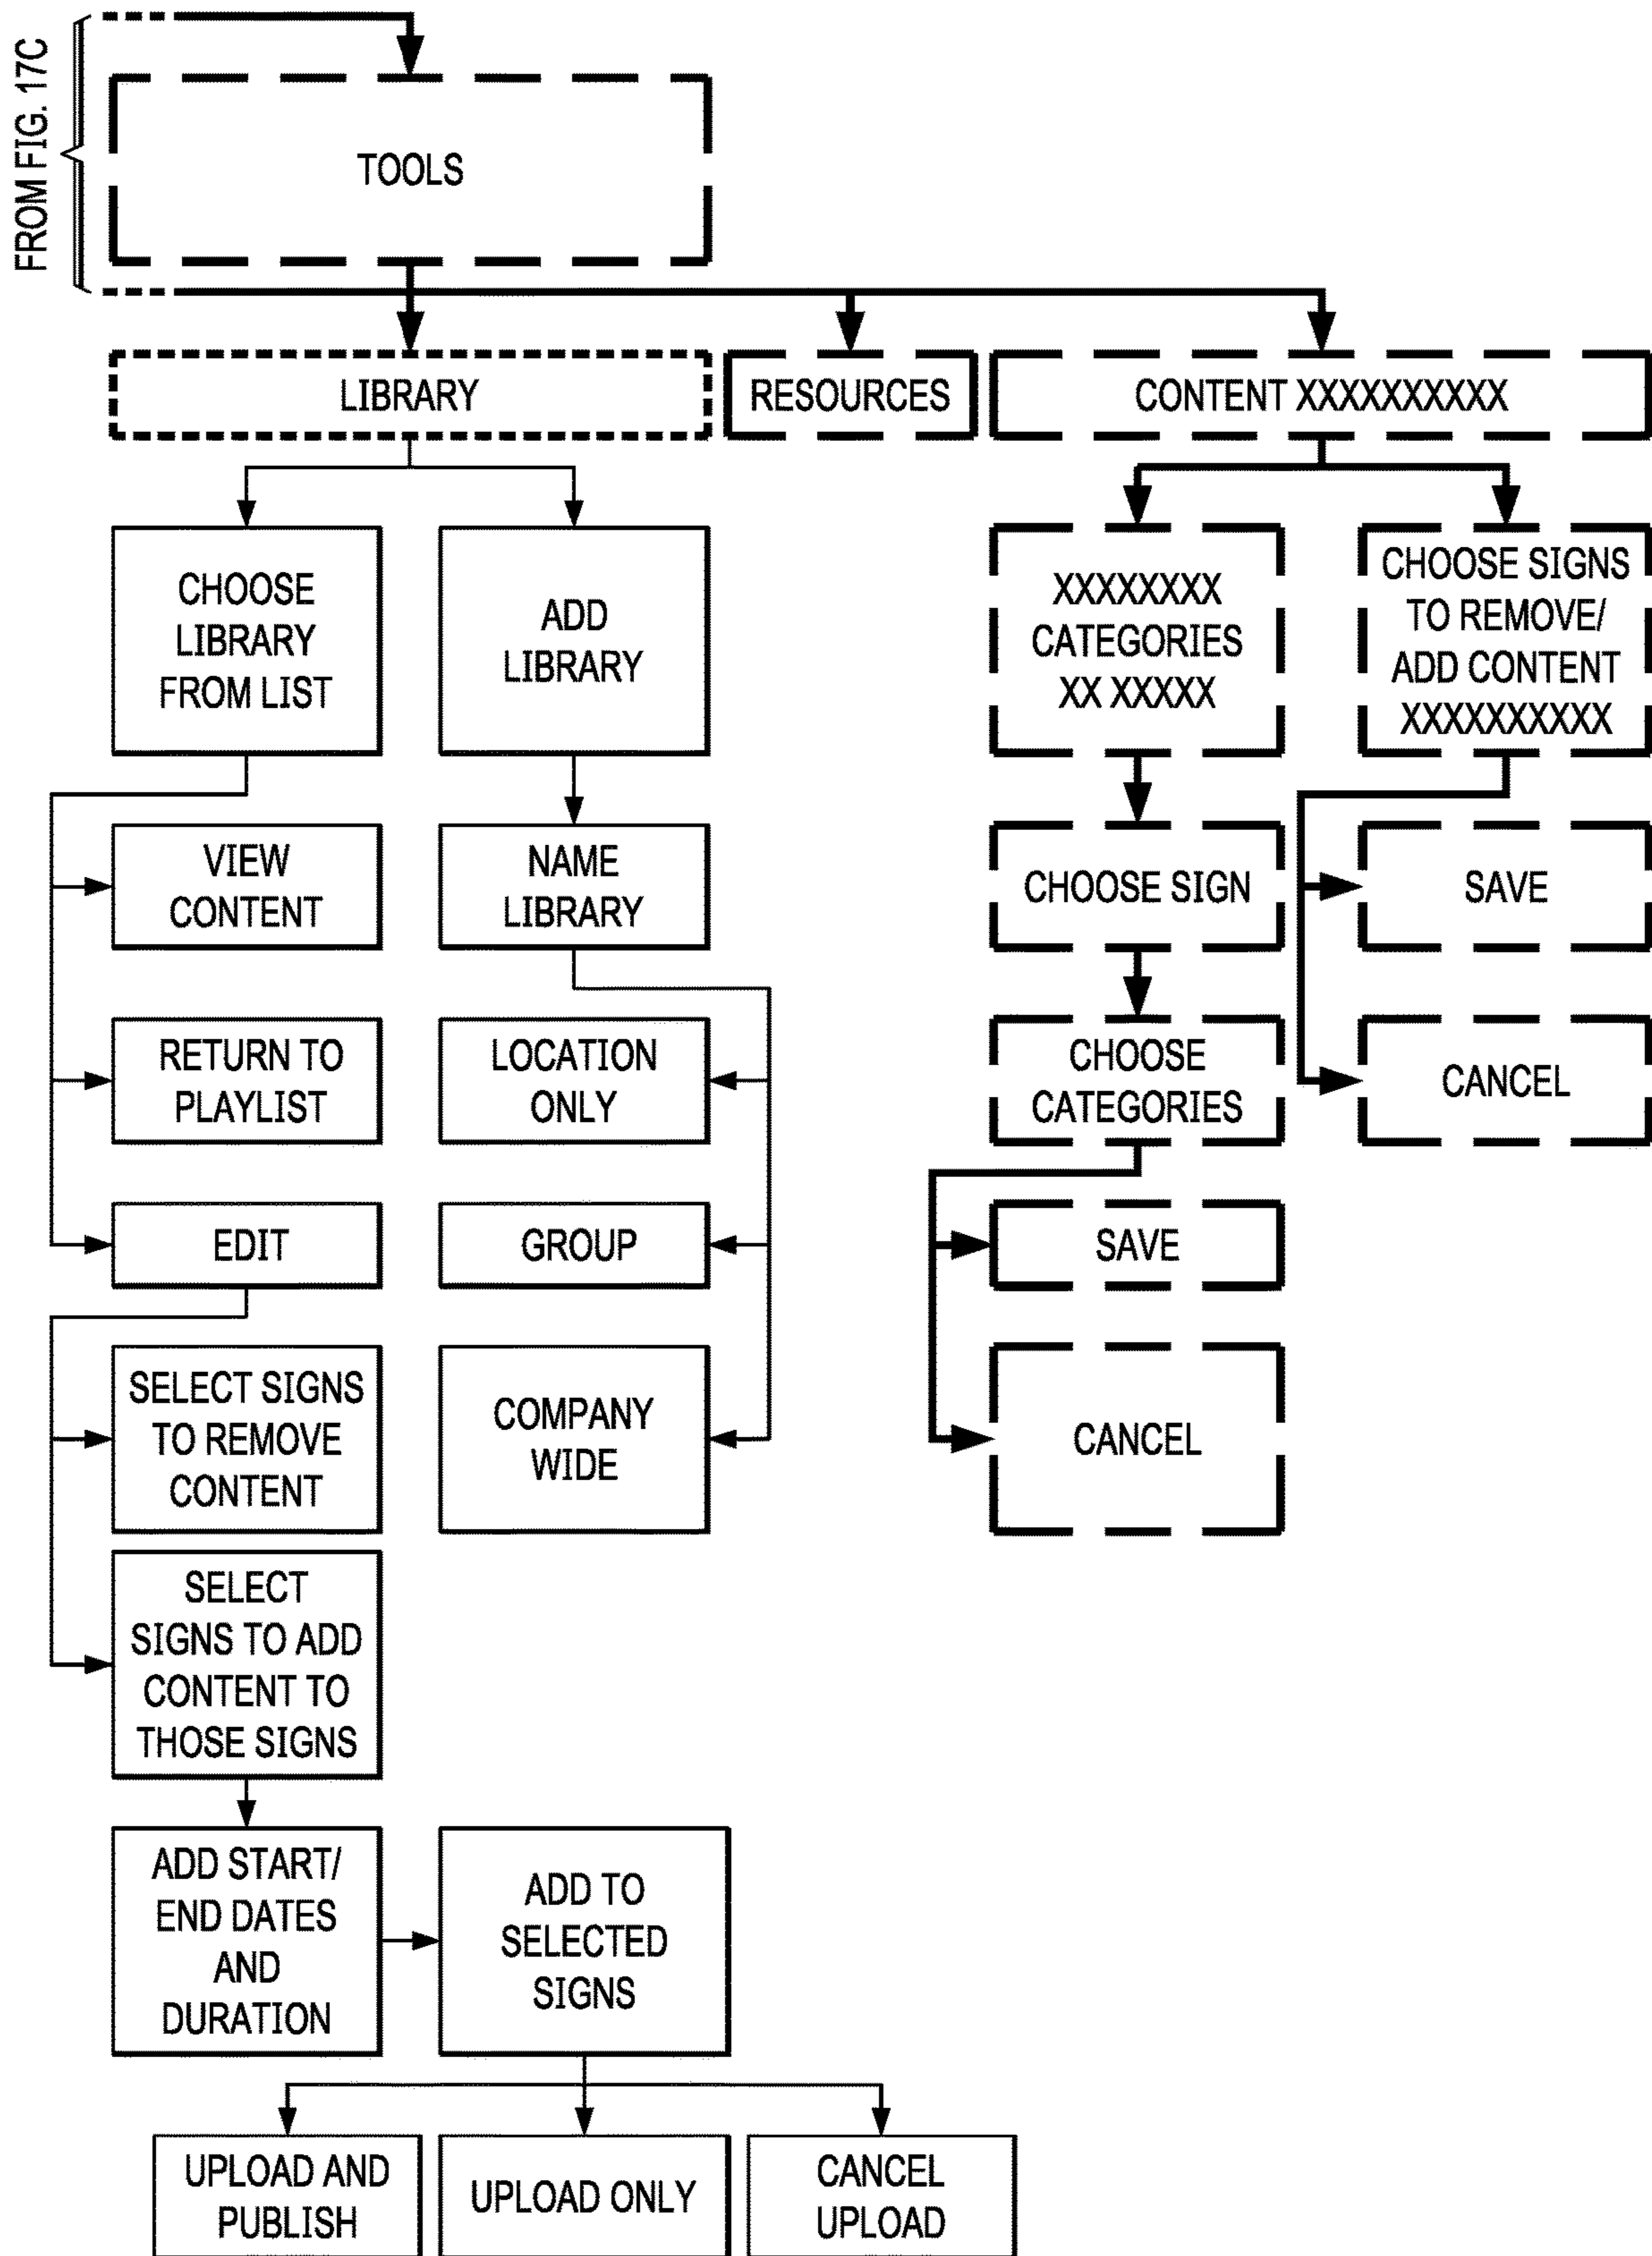 FROM FIG. 17C
TOOLS
LIBRARY
RESOURCES
CONTENT XXXXXXXXXX
CHOOSE
LIBRARY
FROM LIST
ADD
LIBRARY
XXXXXXXX
CATEGORIES
XX XXXXX
CHOOSE SIGNS
TO REMOVE/
ADD CONTENT
XXXXXXXXXX
VIEW
CONTENT
NAME
LIBRARY
CHOOSE SIGN
SAVE
RETURN TO
PLAYLIST
LOCATION
ONLY
CHOOSE
CATEGORIES
CANCEL
EDIT
GROUP
SAVE
SELECT SIGNS
TO REMOVE
CONTENT
COMPANY
WIDE
CANCEL
SELECT
SIGNS TO ADD
CONTENT TO
THOSE SIGNS
ADD START/
END DATES
AND
DURATION
ADD TO
SELECTED
SIGNS
UPLOAD AND
PUBLISH
UPLOAD ONLY
CANCEL
UPLOAD